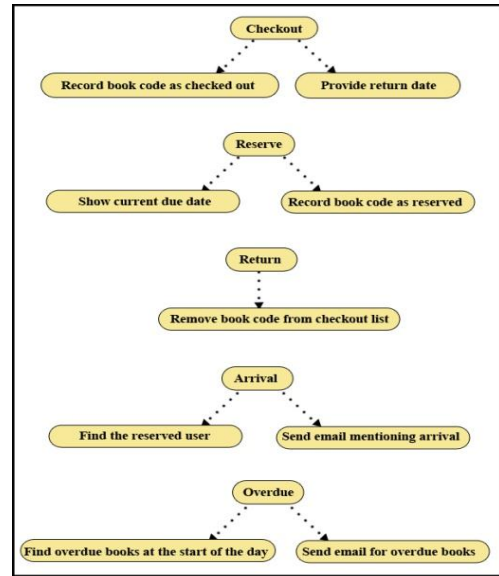 Checkout
Record book code as checked out
Provide return date
Reserve
Show current due date
Record book code as reserved
Return
Remove book code from checkout list
Arrival
Find the reserved user
Send email mentioning arrival
Overdue
Find overdue books at the start of the day
Send email for overdue books